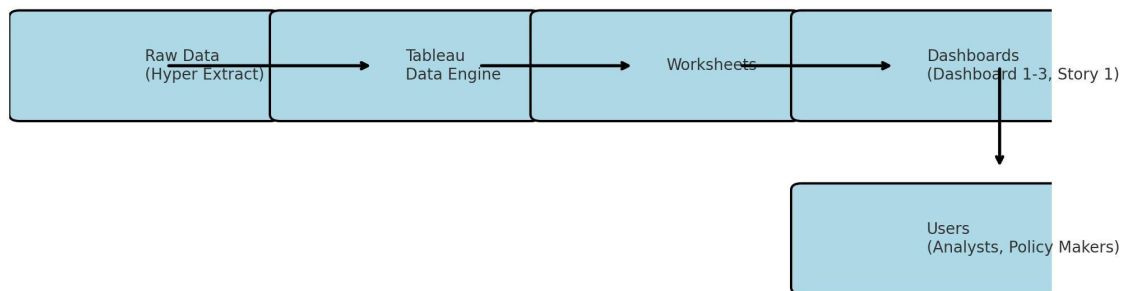 Raw Data
(Hyper Extract)
Tableau
Data Engine
Worksheets
Dashboards
(Dashboard 1-3, Story 1)
Users
(Analysts, Policy Makers)